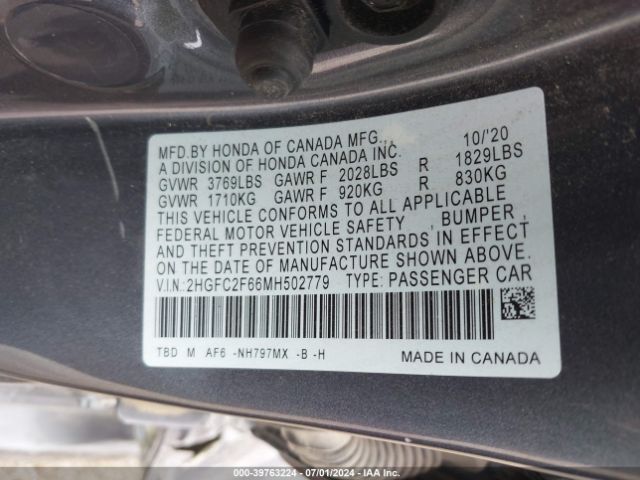 MFD.BY HONDA OF CANADA MFG., 10/'20
A DIVISION OF HONDA CANADA INC.
GVWR 3769LBS GAWR F 2028LBS R 1829LBS
GVWR 1710KG GAWR F 920KG R 830KG
THIS VEHICLE CONFORMS TO ALL APPLICABLE
FEDERAL MOTOR VEHICLE SAFETY , BUMPER ,
AND THEFT PREVENTION STANDARDS IN EFFECT
ON THE DATE OF MANUFACTURE SHOWN ABOVE.
V.I.N.:2HGFC2F66MH502779 TYPE: PASSENGER CAR
TBD M AF6 -NH797MX -B -H MADE IN CANADA
000-39763224 - 07/01/2024 - IAA Inc.